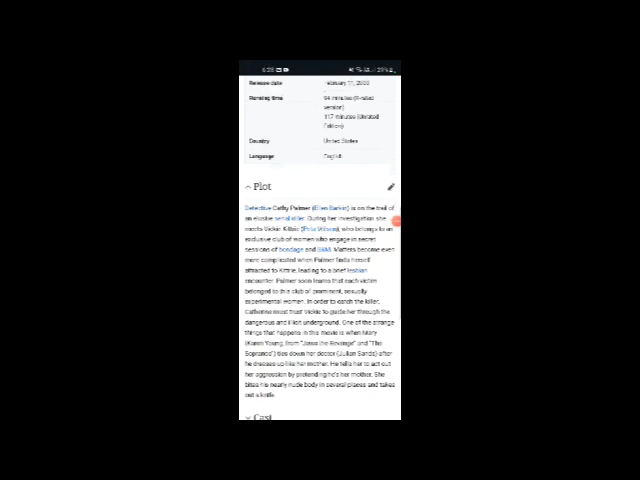 Release date February 11, 2000
Running time 94 minutes (R-rated
version)
117 minutes (Unrated
Edition)
Country United States
Language English
Plot
Detective Cathy Palmer (Ellen Barkin) is on the trail of
an elusive serial killer. During her investigation she
meets Vickie Kittrie (Peta Wilson), who belongs to an
exclusive club of women who engage in secret
sessions of bondage and S&M. Matters become even
more complicated when Palmer finds herself
attracted to Kittrie, leading to a brief lesbian
encounter. Palmer soon learns that each victim
belonged to this club of prominent, sexually
experimental women. In order to catch the killer,
Catherine must trust Vickie to guide her through the
dangerous and illicit underground. One of the strange
things that happens in this movie is when Mary
(Karen Young, from "Jaws the Revenge" and "The
Sopranos") ties down her doctor (Julian Sands) after
he dresses up like her mother. He tells her to act out
her aggression by pretending he's her mother. She
bites his nearly nude body in several places and takes
out a knife.
Cast